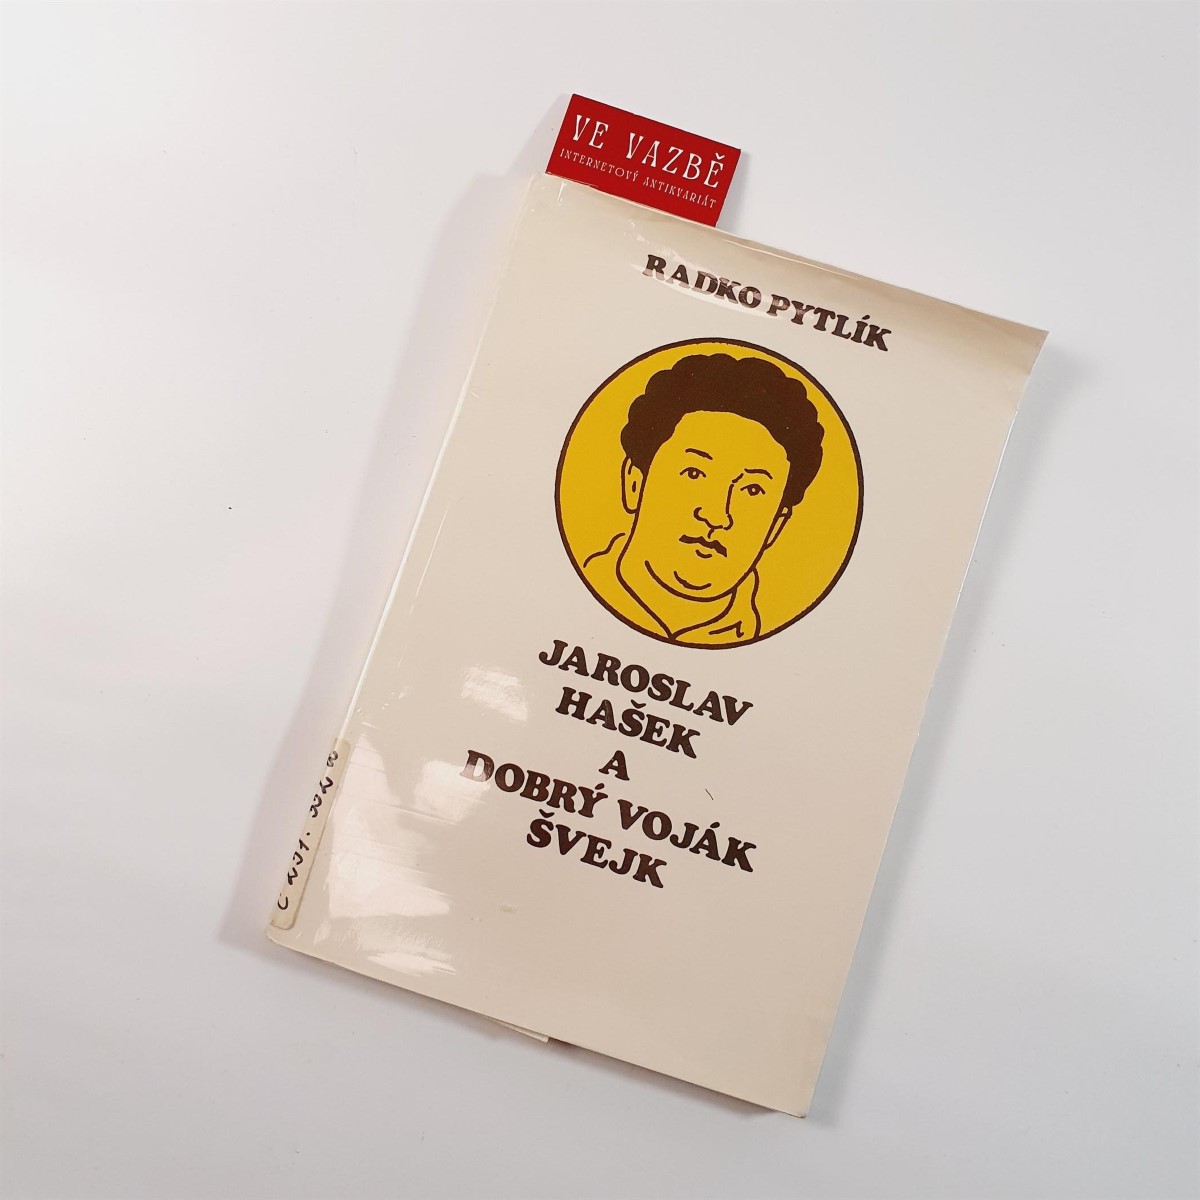 VE VAZBĚ
INTERNETOVÝ ANTIKVARIÁT
RADKO PYTLÍK
JAROSLAV
HAŠEK
A
DOBRÝ VOJÁK
ŠVEJK